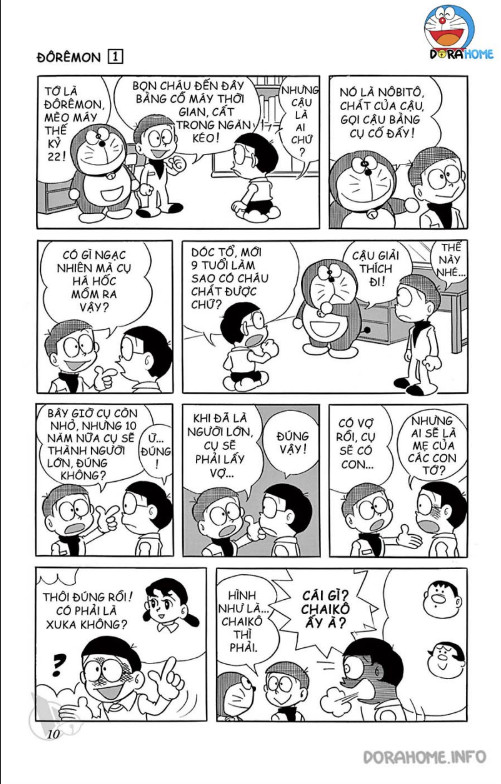 DORAHOME
ĐÔRÊMON 1
TỚ LÀ
ĐÔRÊMON,
MÈO MÁY
THẾ
KỶ
22!
BỌN CHÁU ĐẾN ĐÂY
BẰNG CỖ MÁY THỜI
GIAN, CẤT
TRONG NGĂN
KÉO!
NHƯNG
CẬU
LÀ
AI
CHỨ
?
NÓ LÀ NÔBITÔ,
CHẮT CỦA CẬU,
GỌI CẬU BẰNG
CỤ CỐ ĐẤY!
CÓ GÌ NGẠC
NHIÊN MÀ CỤ
HÁ HỐC
MỒM RA
VẬY?
DÓC TỔ, MỚI
9 TUỔI LÀM
SAO CÓ CHÁU
CHẮT ĐƯỢC
CHỨ?
CẬU GIẢI
THÍCH
ĐI!
THẾ
NÀY
NHÉ...
BÂY GIỜ CỤ CÒN
NHỎ, NHƯNG 10
NĂM NỮA CỤ SẼ
THÀNH NGƯỜI
LỚN, ĐÚNG
KHÔNG?
Ừ...
ĐÚNG
!
KHI ĐÃ LÀ
NGƯỜI LỚN,
CỤ SẼ
PHẢI LẤY
VỢ...
ĐÚNG
VẬY!
CÓ VỢ
RỒI, CỤ
SẼ CÓ
CON...
NHƯNG
AI SẼ LÀ
MẸ CỦA
CÁC CON
TỚ?
THÔI ĐÚNG RỒI!
CÓ PHẢI LÀ
XUKA KHÔNG?
?
HÌNH
NHƯ LÀ...
CHAIKÔ
THÌ
PHẢI.
CÁI GÌ?
CHAIKÔ
ẤY À?
10
DORAHOME.INFO